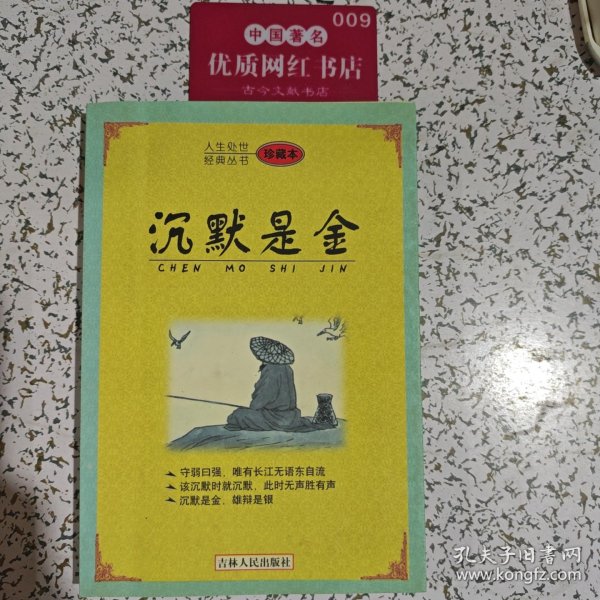 009
中国著名
优质网红书店
古今文献书店
人生处世
经典丛书
珍藏本
沉默是金
CHEN MO SHI JIN
守弱曰强，唯有长江无语东自流
该沉默时就沉默，此时无声胜有声
沉默是金，雄辩是银
吉林人民出版社
孔夫子旧书网
www.kongfz.com